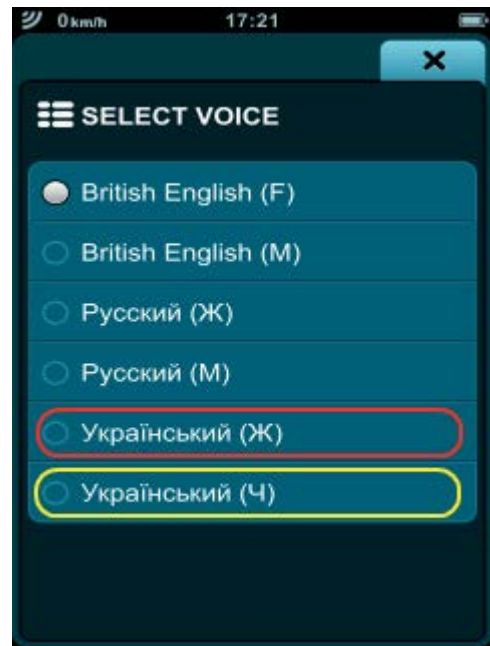 0 km/h 17:21
SELECT VOICE
British English (F)
British English (M)
Русский (Ж)
Русский (М)
Український (Ж)
Український (Ч)